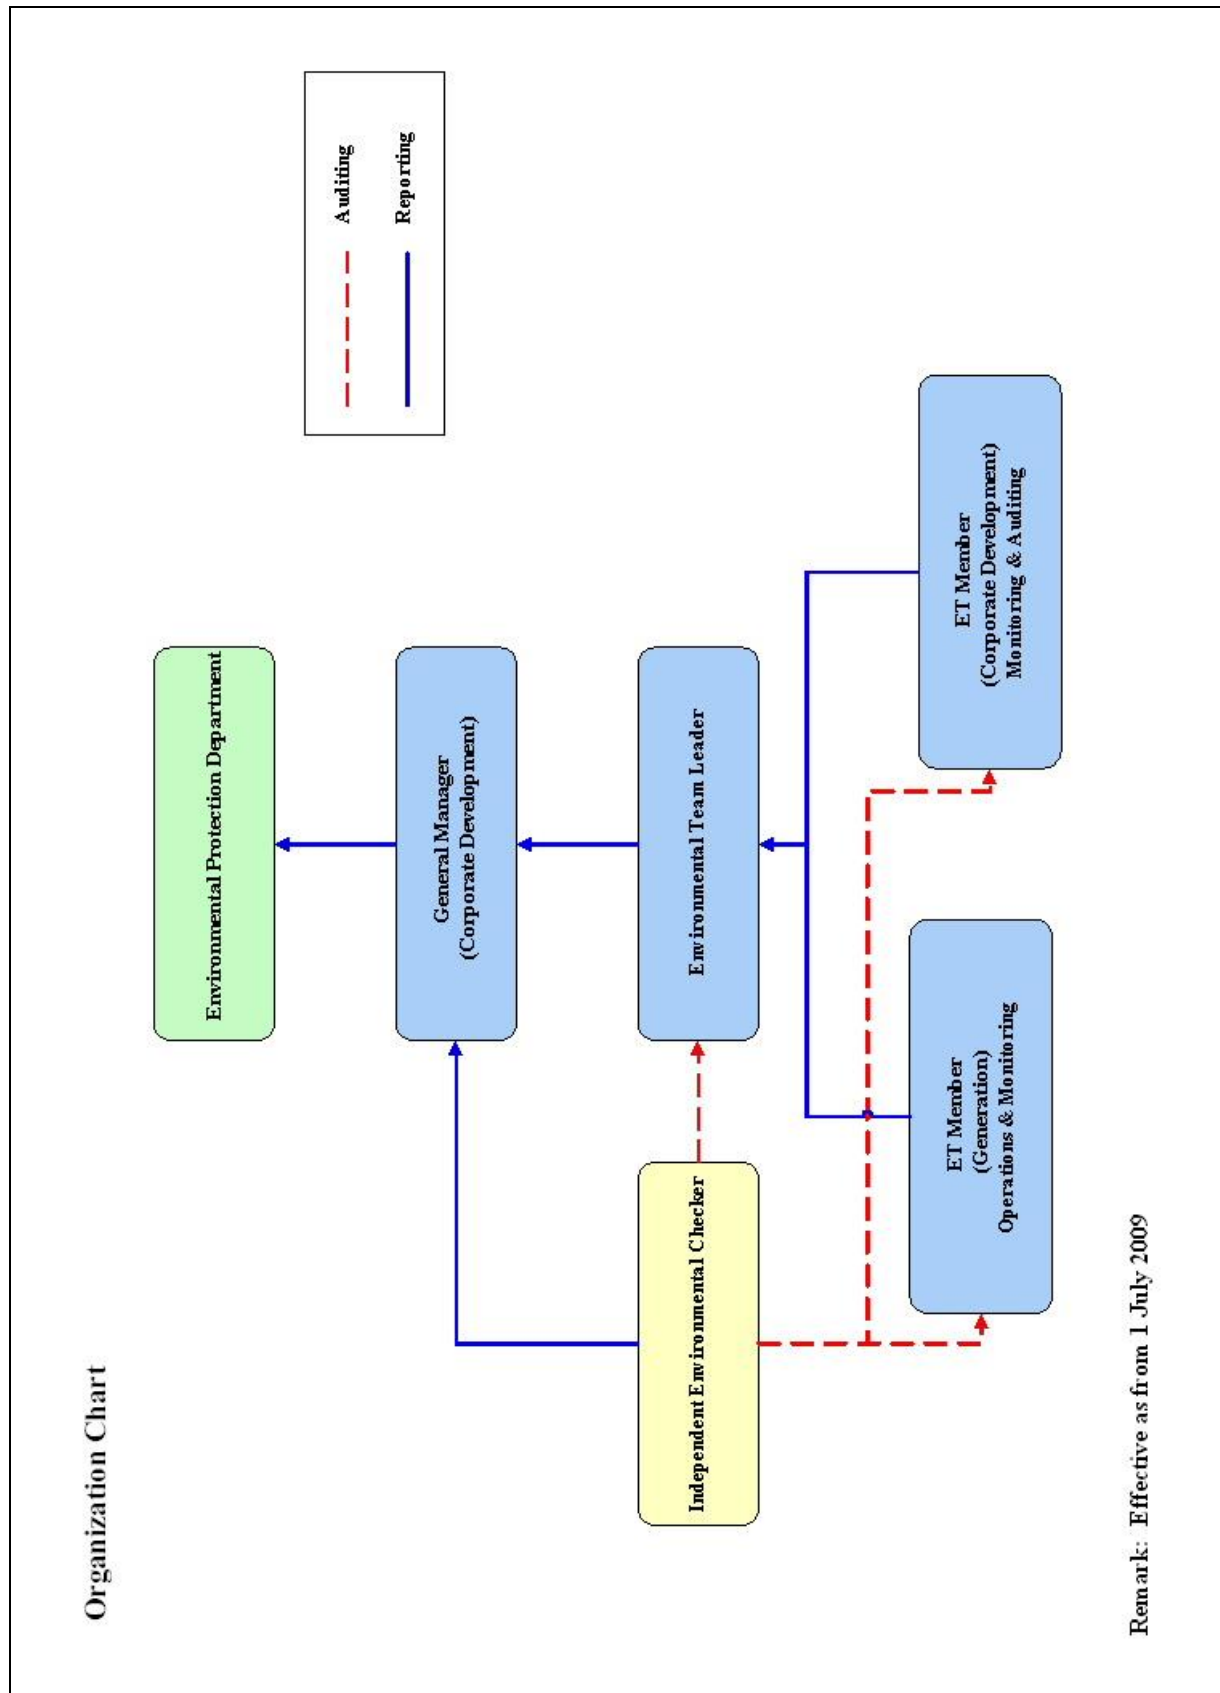 Organization Chart
Auditing
Reporting
Environmental Protection Department
General Manager
(Corporate Development)
Independent Environmental Checker
Environmental Team Leader
ET Member
(Generation)
Operations & Monitoring
ET Member
(Corporate Development)
Monitoring & Auditing
Remark: Effective as from 1 July 2009